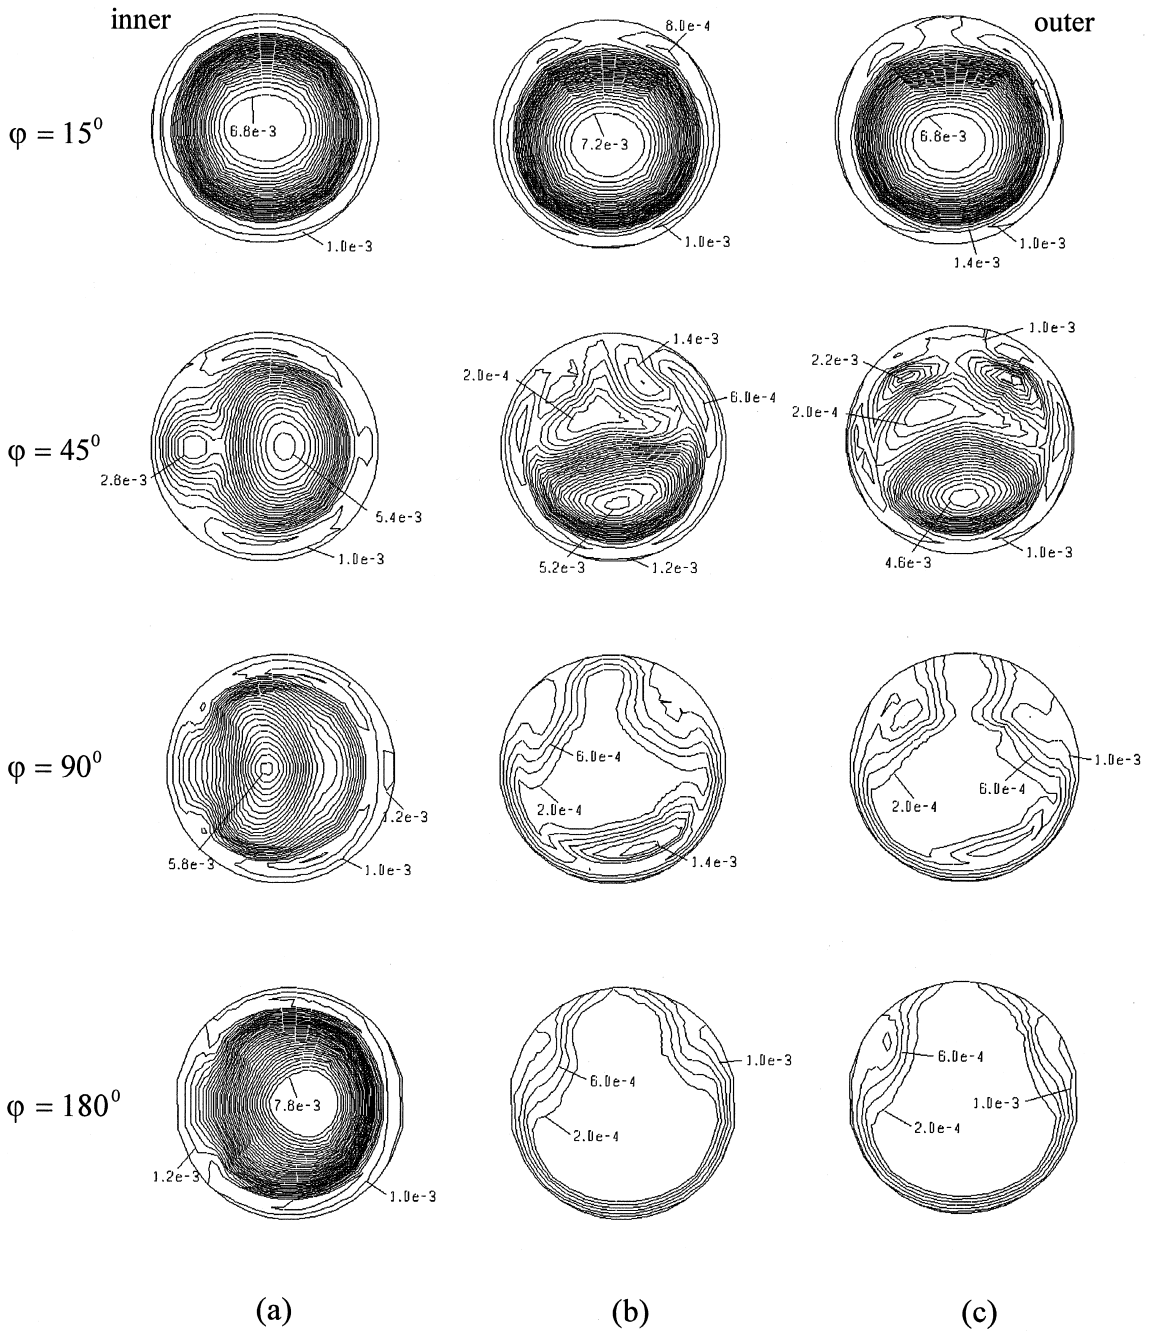 inner
outer
8.0e-4
φ = 15⁰
6.8e-3
7.2e-3
6.8e-3
1.0e-3
1.0e-3
1.0e-3
1.4e-3
1.0e-3
1.4e-3
2.2e-3
2.0e-4
6.0e-4
2.0e-4
φ = 45⁰
2.8e-3
5.4e-3
1.0e-3
5.2e-3
1.2e-3
4.6e-3
1.0e-3
φ = 90⁰
6.0e-4
1.0e-3
2.0e-4
2.0e-4
6.0e-4
1.2e-3
5.8e-3
1.0e-3
1.4e-3
φ = 180⁰
7.8e-3
6.0e-4
1.0e-3
6.0e-4
1.0e-3
2.0e-4
2.0e-4
1.2e-3
1.0e-3
(a) (b) (c)